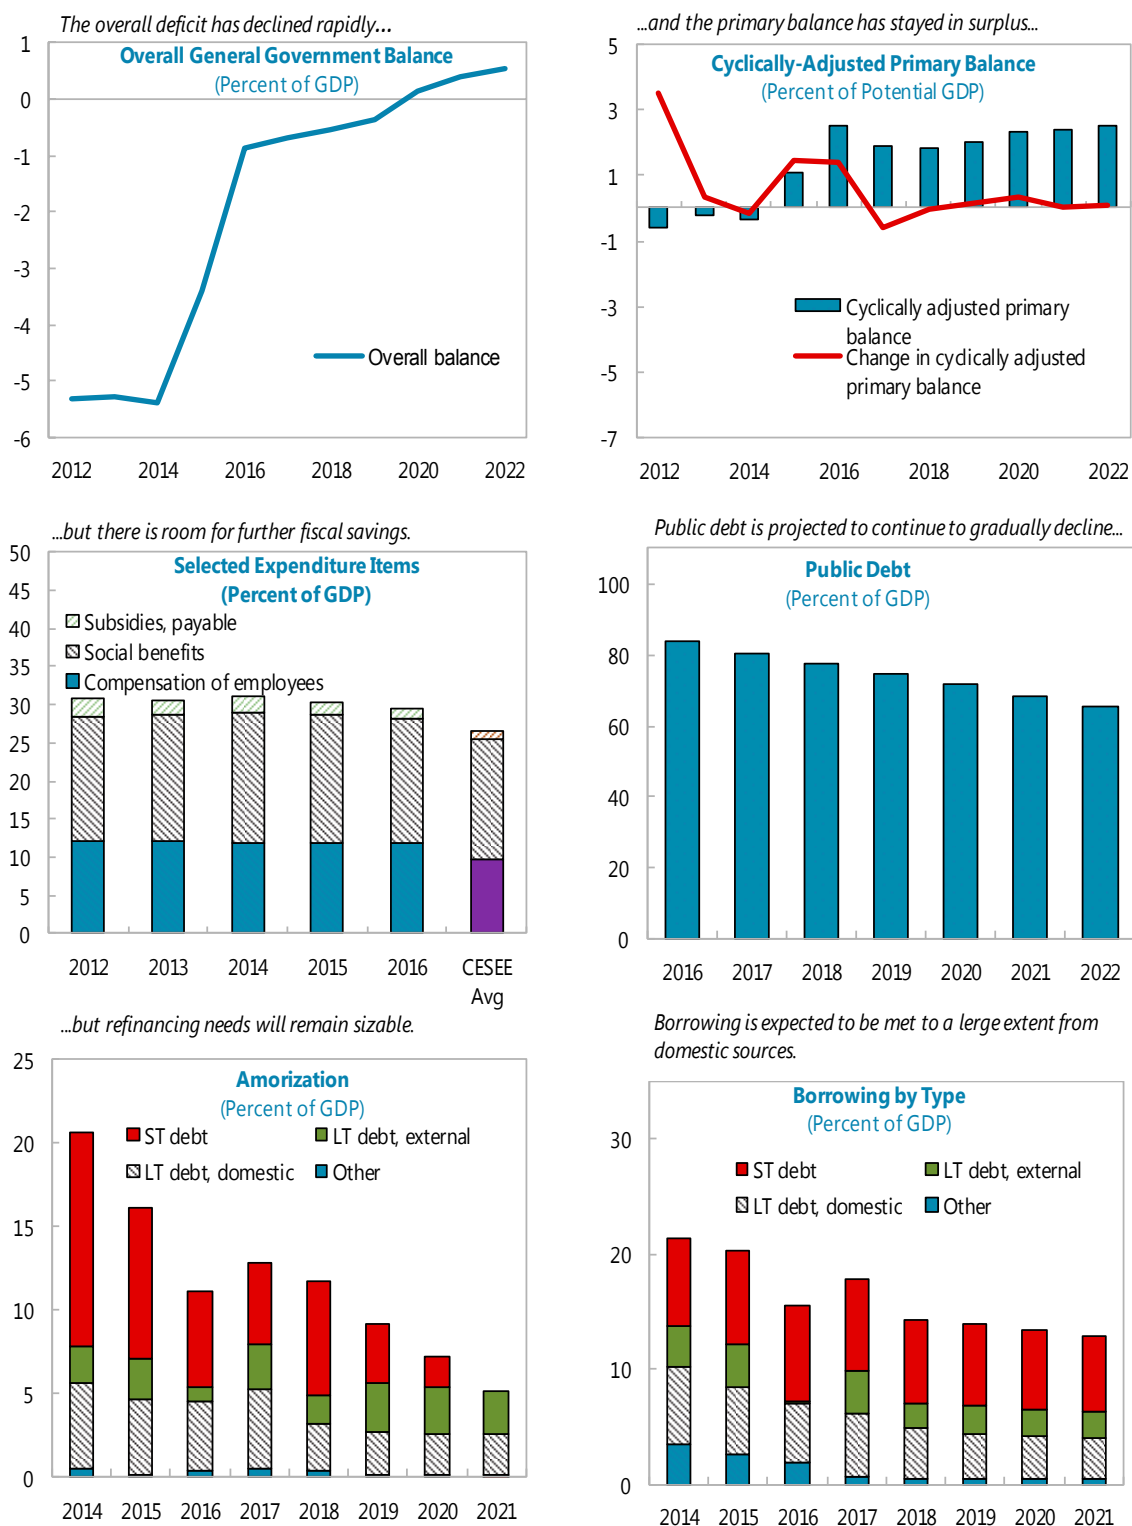 The overall deficit has declined rapidly...
Overall General Government Balance
(Percent of GDP)
1
0
-1
-2
-3
-4
-5
-6
Overall balance
2012 2014 2016 2018 2020 2022
...and the primary balance has stayed in surplus...
Cyclically-Adjusted Primary Balance
(Percent of Potential GDP)
5
3
1
-1
-3
-5
-7
Cyclically adjusted primary
balance
Change in cyclically adjusted
primary balance
2012 2014 2016 2018 2020 2022
...but there is room for further fiscal savings.
Selected Expenditure Items
(Percent of GDP)
50
45
40
35
30
25
20
15
10
5
0
Subsidies, payable
Social benefits
Compensation of employees
2012 2013 2014 2015 2016 CESEE
Avg
Public debt is projected to continue to gradually decline...
Public Debt
(Percent of GDP)
100
80
60
40
20
0
2016 2017 2018 2019 2020 2021 2022
...but refinancing needs will remain sizable.
Amorization
(Percent of GDP)
25
20
15
10
5
0
ST debt LT debt, external
LT debt, domestic Other
2014 2015 2016 2017 2018 2019 2020 2021
Borrowing is expected to be met to a lerge extent from
domestic sources.
Borrowing by Type
(Percent of GDP)
30
20
10
0
ST debt LT debt, external
LT debt, domestic Other
2014 2015 2016 2017 2018 2019 2020 2021